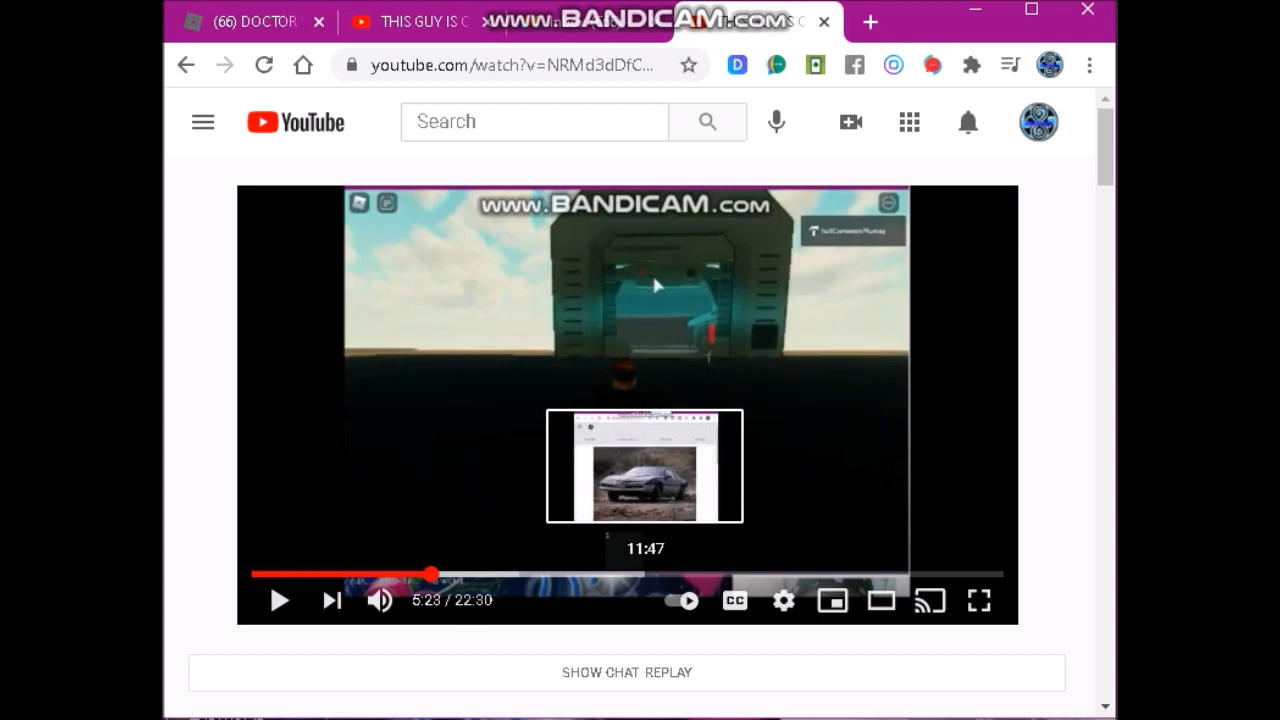 (66) DOCTOR
THIS GUY IS C
www.BANDICAM.com
youtube.com/watch?v=NRMd3dDfC...
YouTube
Search
www.BANDICAM.com
11:47
5:23 / 22:30
CC
SHOW CHAT REPLAY